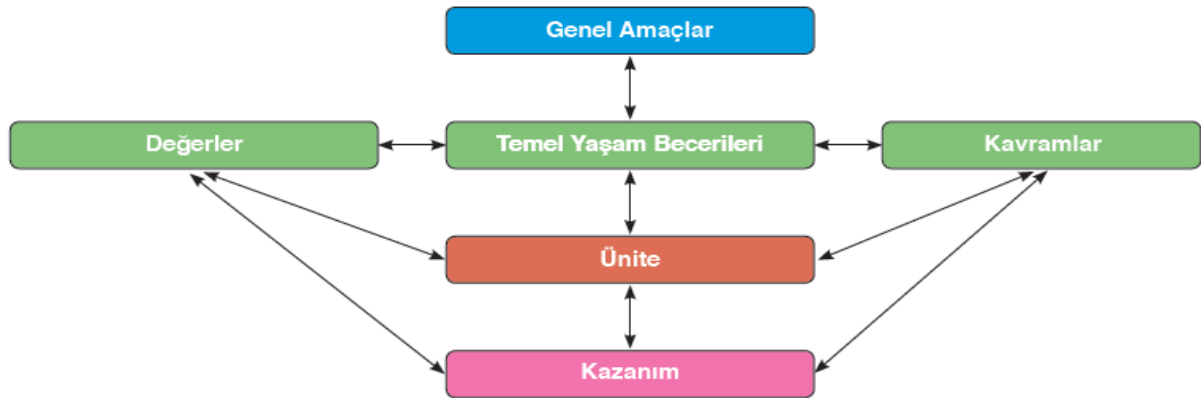 Genel Amaçlar
Değerler
Temel Yaşam Becerileri
Kavramlar
Ünite
Kazanım